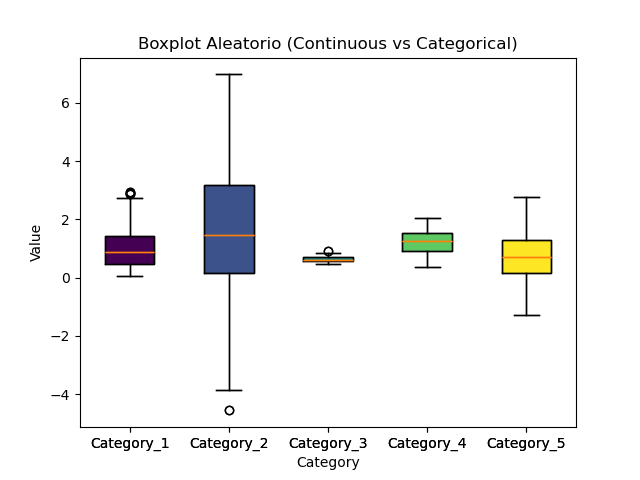 Boxplot Aleatorio (Continuous vs Categorical)
Value
6
4
2
0
−2
−4
Category_1 Category_2 Category_3 Category_4 Category_5
Category